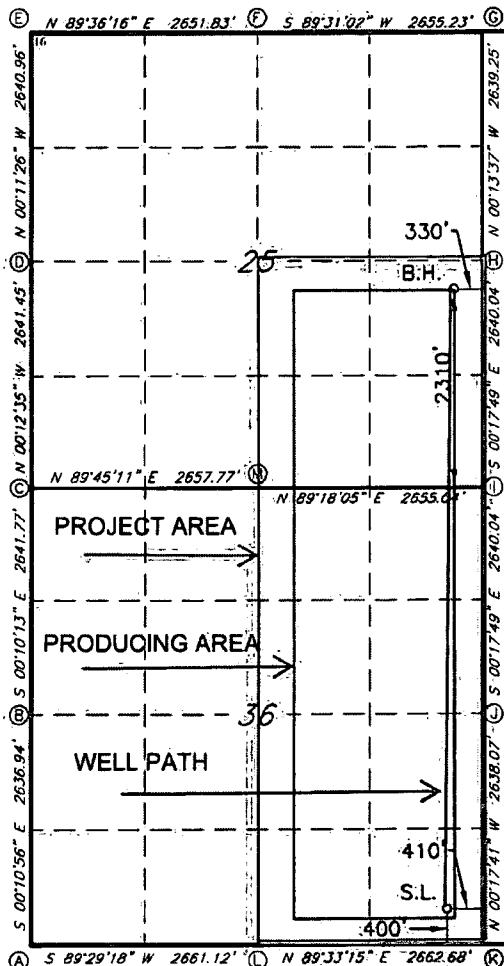 E N 89°36'16" E 2651.83' F S 89°31'02" W 2655.23' G
16
N 00°11'26" W 2640.96'
N 00°13'37" W 2639.25'
330'
D 25 H
B.H.
N 00°12'35" W 2641.45'
2310'
S 00°17'49" E 2640.04'
C N 89°45'11" E 2657.77' M N 89°18'05" E 2655.64' I
PROJECT AREA
S 00°10'13" E 2641.77'
S 00°17'49" E 2640.04'
PRODUCING AREA
B 36 J
WELL PATH
S 00°10'56" E 2636.94'
N 00°17'41" W 2638.07'
410'
S.L.
400'
A S 89°29'18" W 2661.12' L N 89°33'15" E 2662.68' K